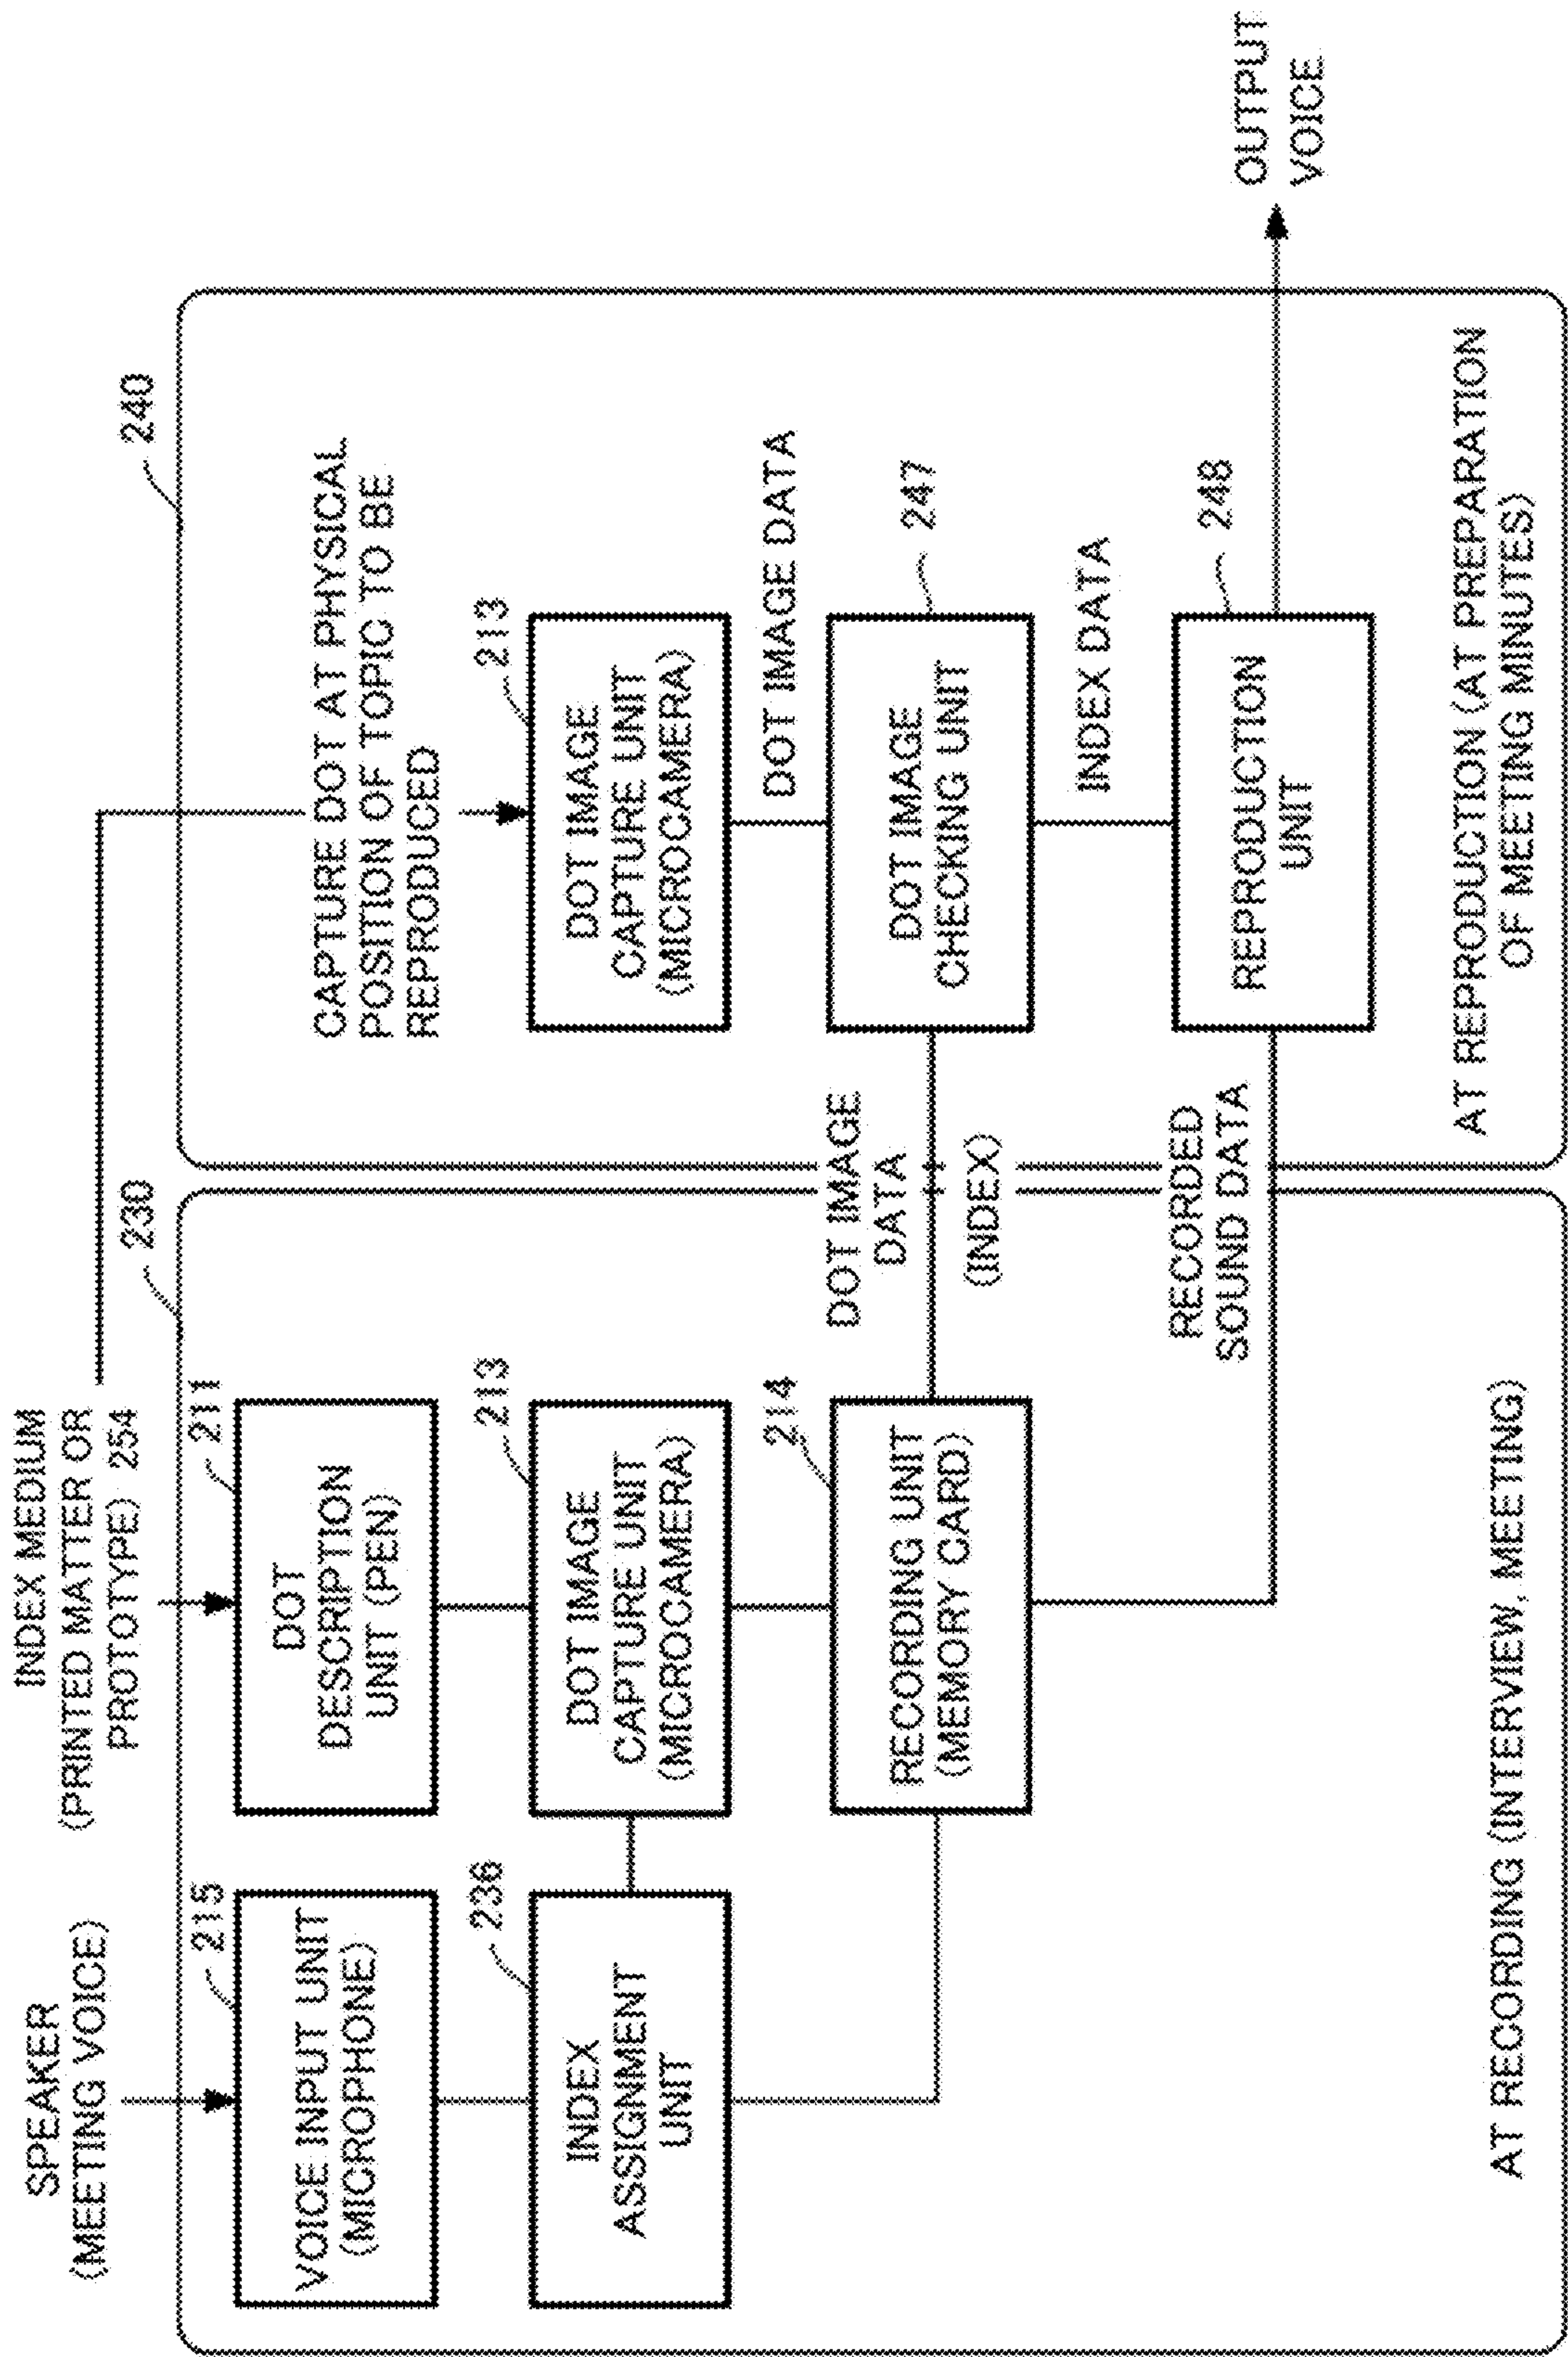 SPEAKER
(MEETING VOICE)
INDEX MEDIUM
(PRINTED MATTER OR
PROTOTYPE) 254
230
240
215
VOICE INPUT UNIT
(MICROPHONE)
211
DOT
DESCRIPTION
UNIT (PEN)
CAPTURE DOT AT PHYSICAL
POSITION OF TOPIC TO BE
REPRODUCED
236
INDEX
ASSIGNMENT
UNIT
213
DOT IMAGE
CAPTURE UNIT
(MICROCAMERA)
213
DOT IMAGE
CAPTURE UNIT
(MICROCAMERA)
DOT IMAGE DATA
214
RECORDING UNIT
(MEMORY CARD)
DOT IMAGE
DATA
(INDEX)
247
DOT IMAGE
CHECKING UNIT
INDEX DATA
RECORDED
SOUND DATA
248
REPRODUCTION
UNIT
OUTPUT
VOICE
AT RECORDING (INTERVIEW, MEETING)
AT REPRODUCTION (AT PREPARATION
OF MEETING MINUTES)